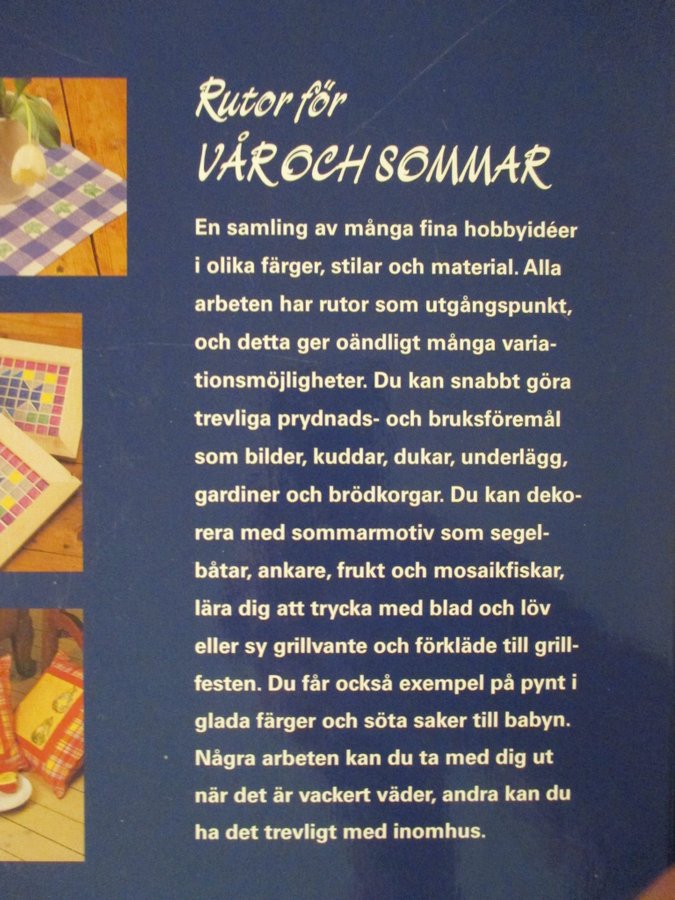 Rutor för
VÅR OCH SOMMAR
En samling av många fina hobbyidéer
i olika färger, stilar och material. Alla
arbeten har rutor som utgångspunkt,
och detta ger oändligt många varia-
tionsmöjligheter. Du kan snabbt göra
trevliga prydnads- och bruksföremål
som bilder, kuddar, dukar, underlägg,
gardiner och brödkorgar. Du kan deko-
rera med sommarmotiv som segel-
båtar, ankare, frukt och mosaikfiskar,
lära dig att trycka med blad och löv
eller sy grillvante och förkläde till grill-
festen. Du får också exempel på pynt i
glada färger och söta saker till babyn.
Några arbeten kan du ta med dig ut
när det är vackert väder, andra kan du
ha det trevligt med inomhus.